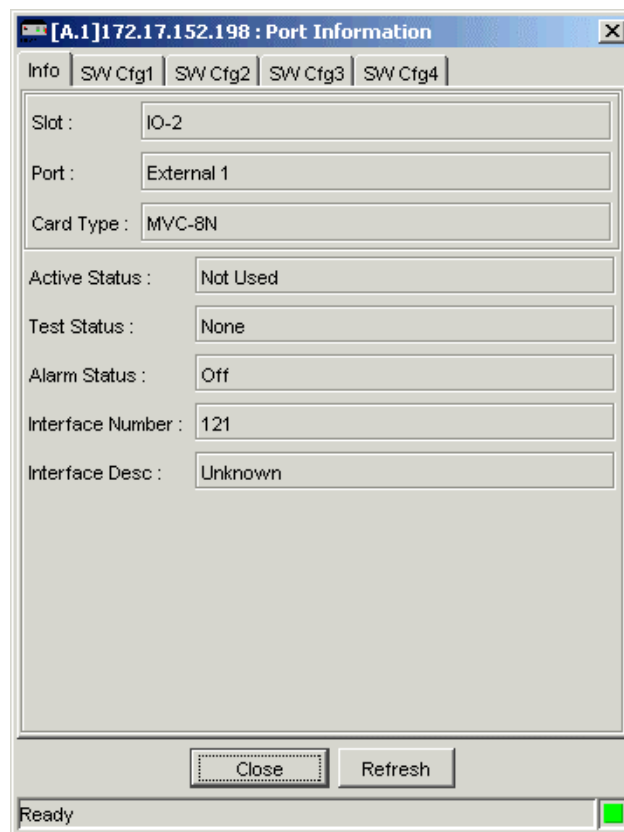 [A.1]172.17.152.198 : Port Information
Info SW Cfg1 SW Cfg2 SW Cfg3 SW Cfg4
Slot : IO-2
Port : External 1
Card Type : MVC-8N
Active Status : Not Used
Test Status : None
Alarm Status : Off
Interface Number : 121
Interface Desc : Unknown
Close Refresh
Ready